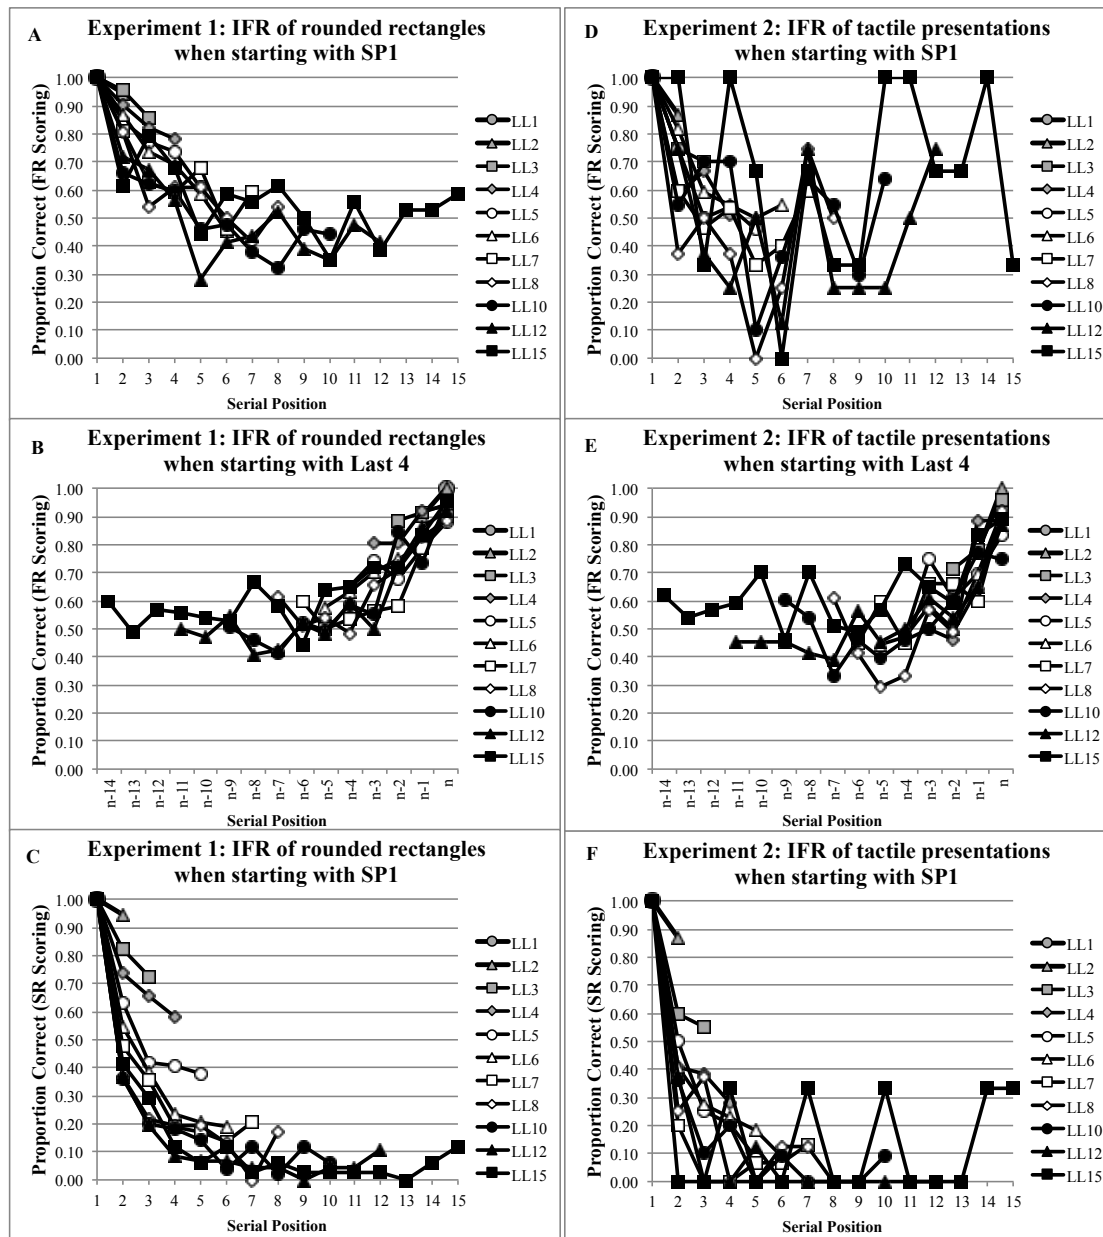 A
Experiment 1: IFR of rounded rectangles
when starting with SP1
Proportion Correct (FR Scoring)
1.00
0.90
0.80
0.70
0.60
0.50
0.40
0.30
0.20
0.10
0.00
1 2 3 4 5 6 7 8 9 10 11 12 13 14 15
Serial Position
LL1
LL2
LL3
LL4
LL5
LL6
LL7
LL8
LL10
LL12
LL15
D
Experiment 2: IFR of tactile presentations
when starting with SP1
Proportion Correct (FR Scoring)
1.00
0.90
0.80
0.70
0.60
0.50
0.40
0.30
0.20
0.10
0.00
1 2 3 4 5 6 7 8 9 10 11 12 13 14 15
Serial Position
LL1
LL2
LL3
LL4
LL5
LL6
LL7
LL8
LL10
LL12
LL15
B
Experiment 1: IFR of rounded rectangles
when starting with Last 4
Proportion Correct (FR Scoring)
1.00
0.90
0.80
0.70
0.60
0.50
0.40
0.30
0.20
0.10
0.00
n-14 n-13 n-12 n-11 n-10 n-9 n-8 n-7 n-6 n-5 n-4 n-3 n-2 n-1 n
Serial Position
LL1
LL2
LL3
LL4
LL5
LL6
LL7
LL8
LL10
LL12
LL15
E
Experiment 2: IFR of tactile presentations
when starting with Last 4
Proportion Correct (FR Scoring)
1.00
0.90
0.80
0.70
0.60
0.50
0.40
0.30
0.20
0.10
0.00
n-14 n-13 n-12 n-11 n-10 n-9 n-8 n-7 n-6 n-5 n-4 n-3 n-2 n-1 n
Serial Position
LL1
LL2
LL3
LL4
LL5
LL6
LL7
LL8
LL10
LL12
LL15
C
Experiment 1: IFR of rounded rectangles
when starting with SP1
Proportion Correct (SR Scoring)
1.00
0.90
0.80
0.70
0.60
0.50
0.40
0.30
0.20
0.10
0.00
1 2 3 4 5 6 7 8 9 10 11 12 13 14 15
Serial Position
LL1
LL2
LL3
LL4
LL5
LL6
LL7
LL8
LL10
LL12
LL15
F
Experiment 2: IFR of tactile presentations
when starting with SP1
Proportion Correct (SR Scoring)
1.00
0.90
0.80
0.70
0.60
0.50
0.40
0.30
0.20
0.10
0.00
1 2 3 4 5 6 7 8 9 10 11 12 13 14 15
Serial Position
LL1
LL2
LL3
LL4
LL5
LL6
LL7
LL8
LL10
LL12
LL15